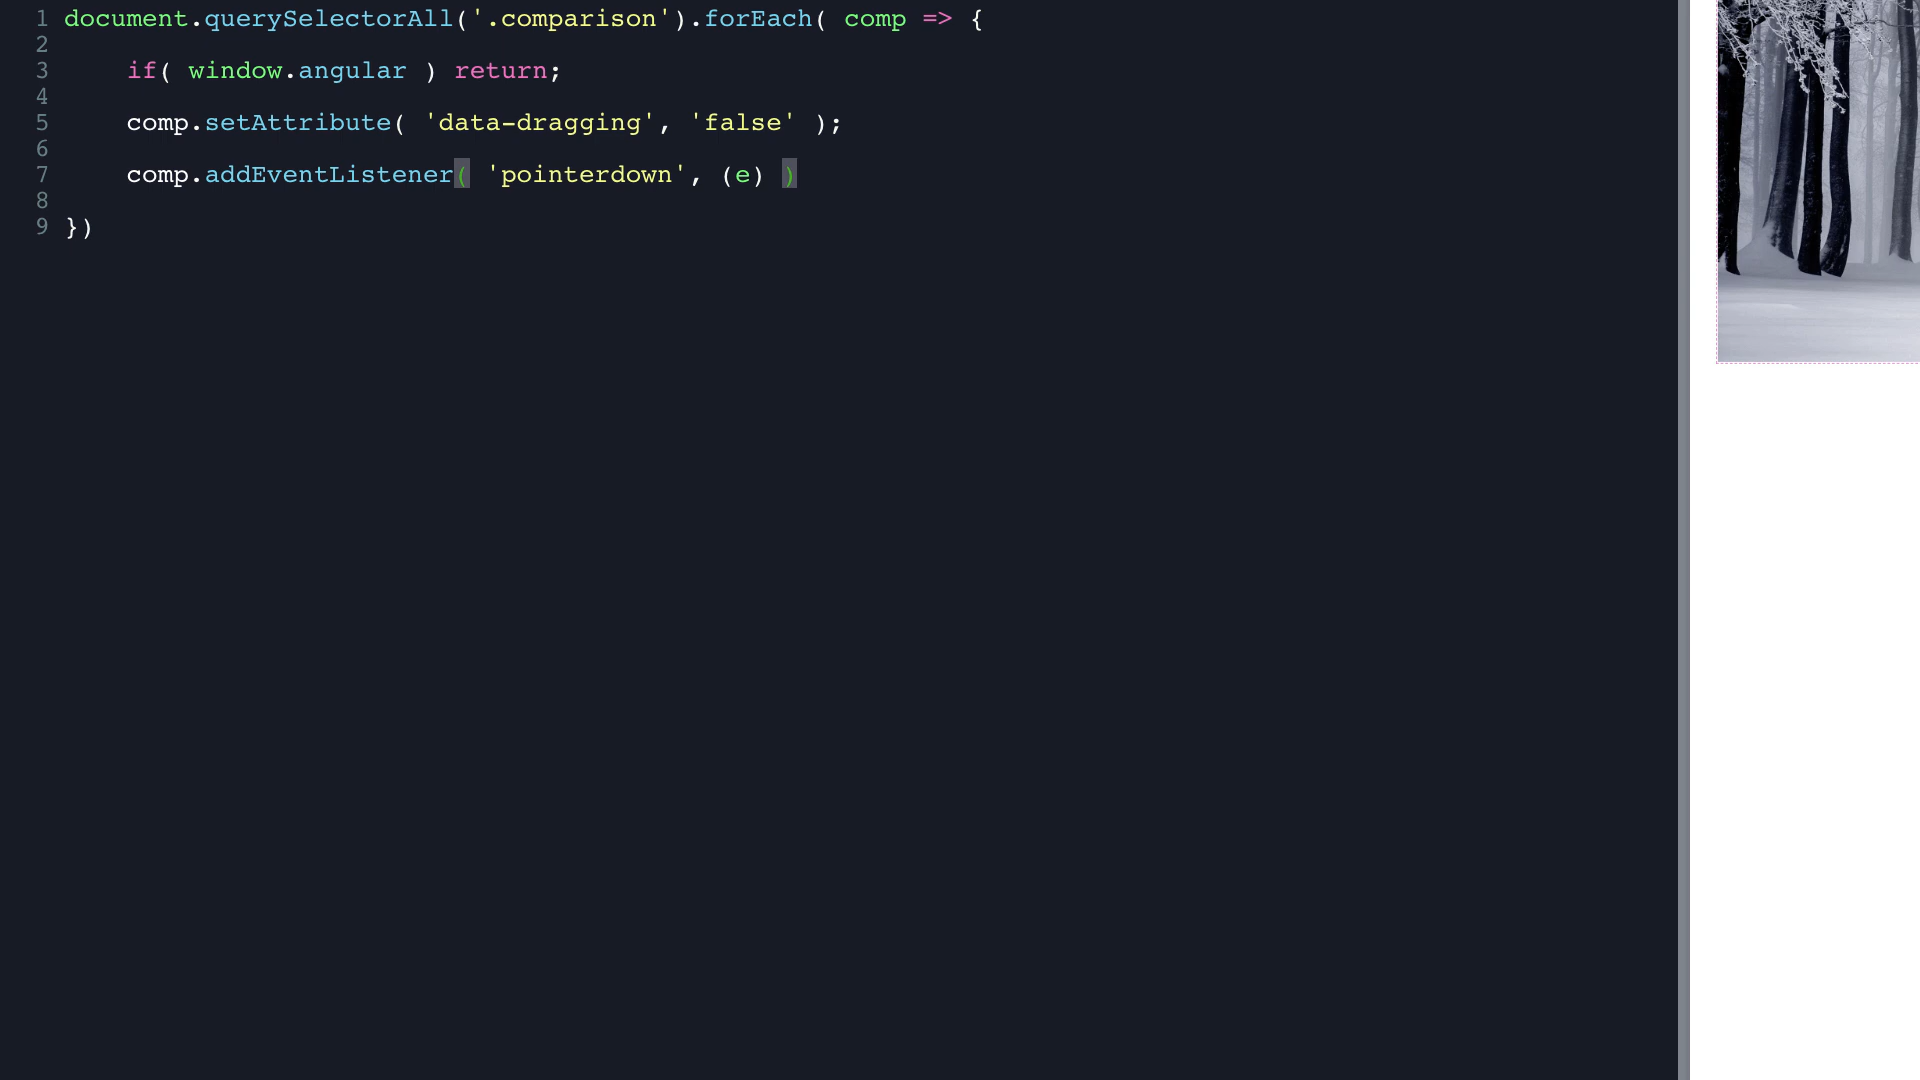 1 document.querySelectorAll('.comparison').forEach( comp => {
2
3 if( window.angular ) return;
4
5 comp.setAttribute( 'data-dragging', 'false' );
6
7 comp.addEventListener( 'pointerdown', (e) )
8
9 })